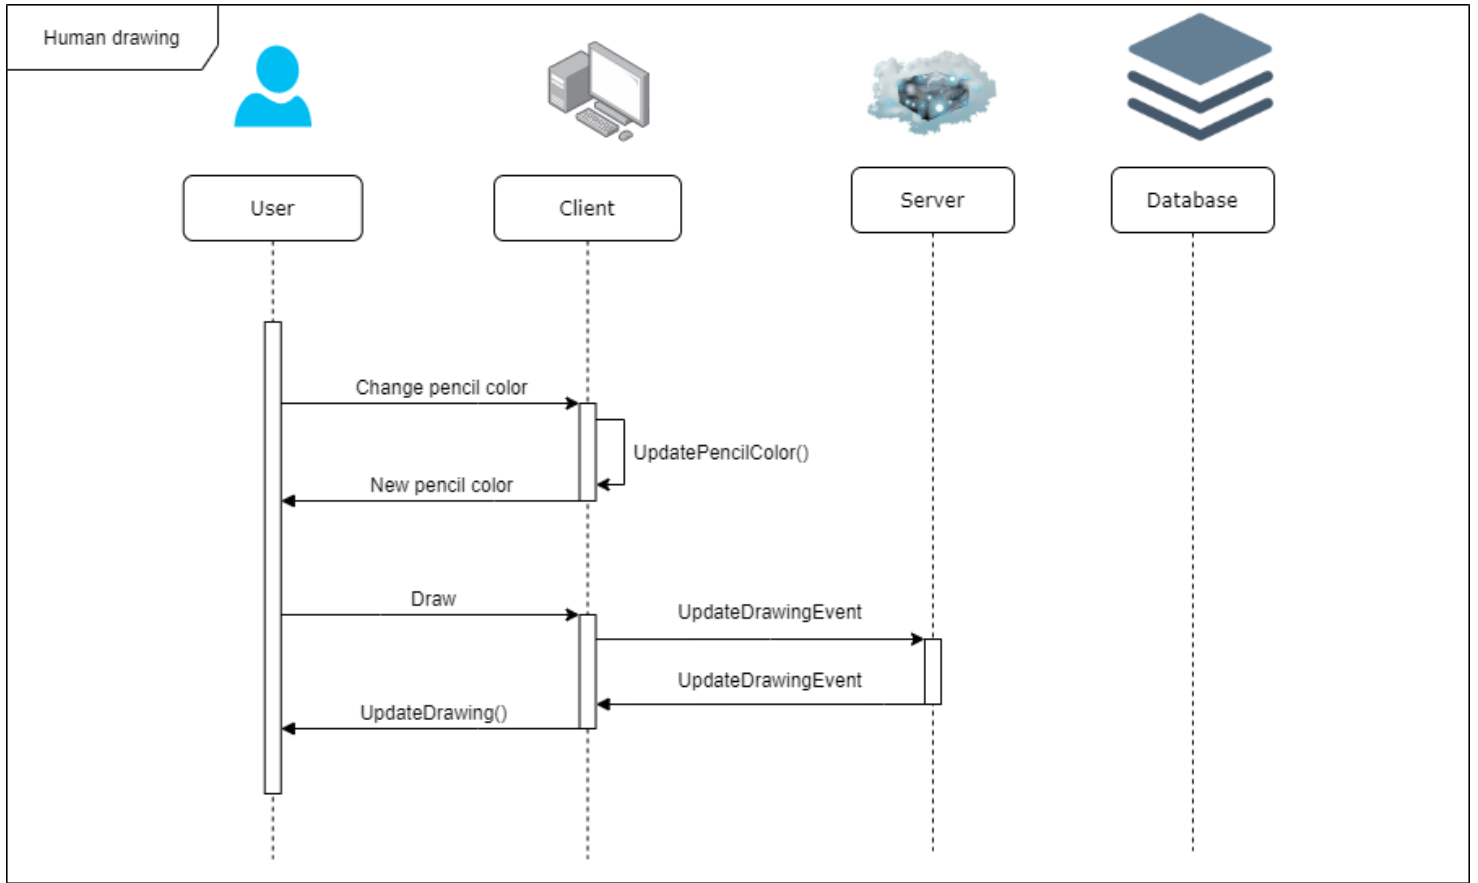 Human drawing
User
Client
Server
Database
Change pencil color
UpdatePencilColor()
New pencil color
Draw
UpdateDrawingEvent
UpdateDrawingEvent
UpdateDrawing()